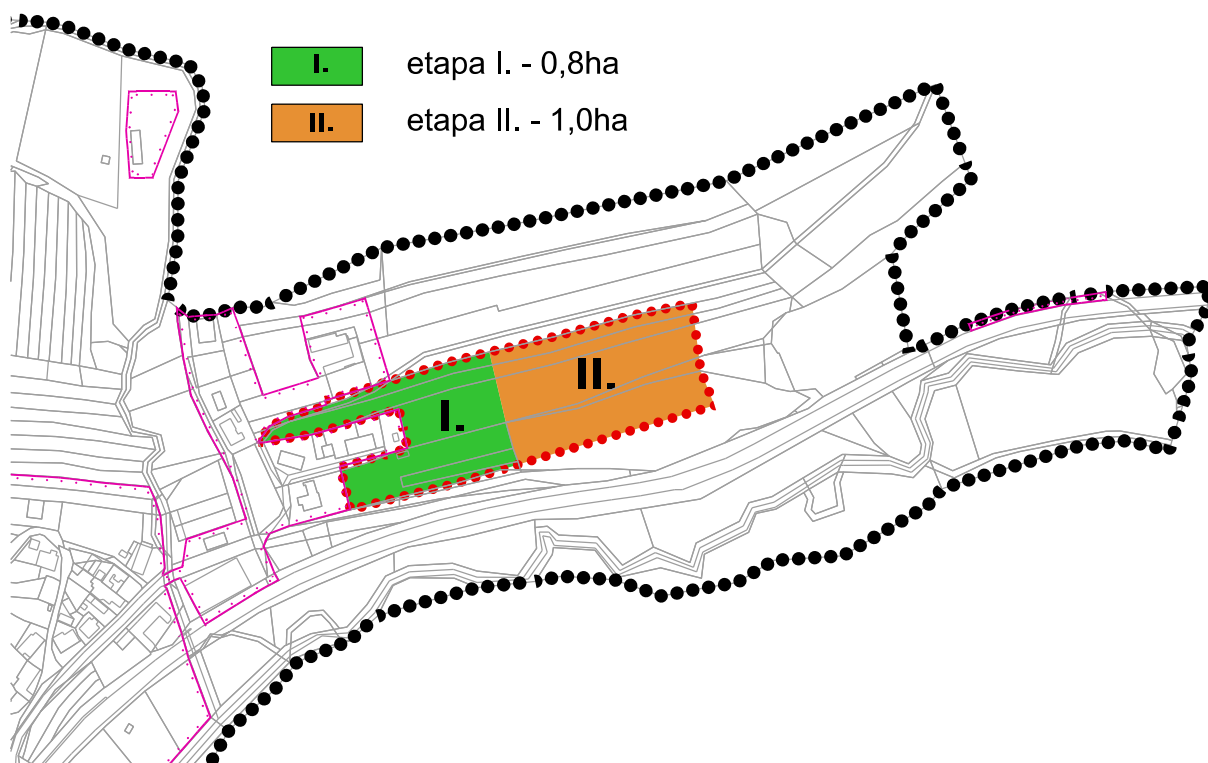 I. etapa I. - 0,8ha
II. etapa II. - 1,0ha
II.
I.